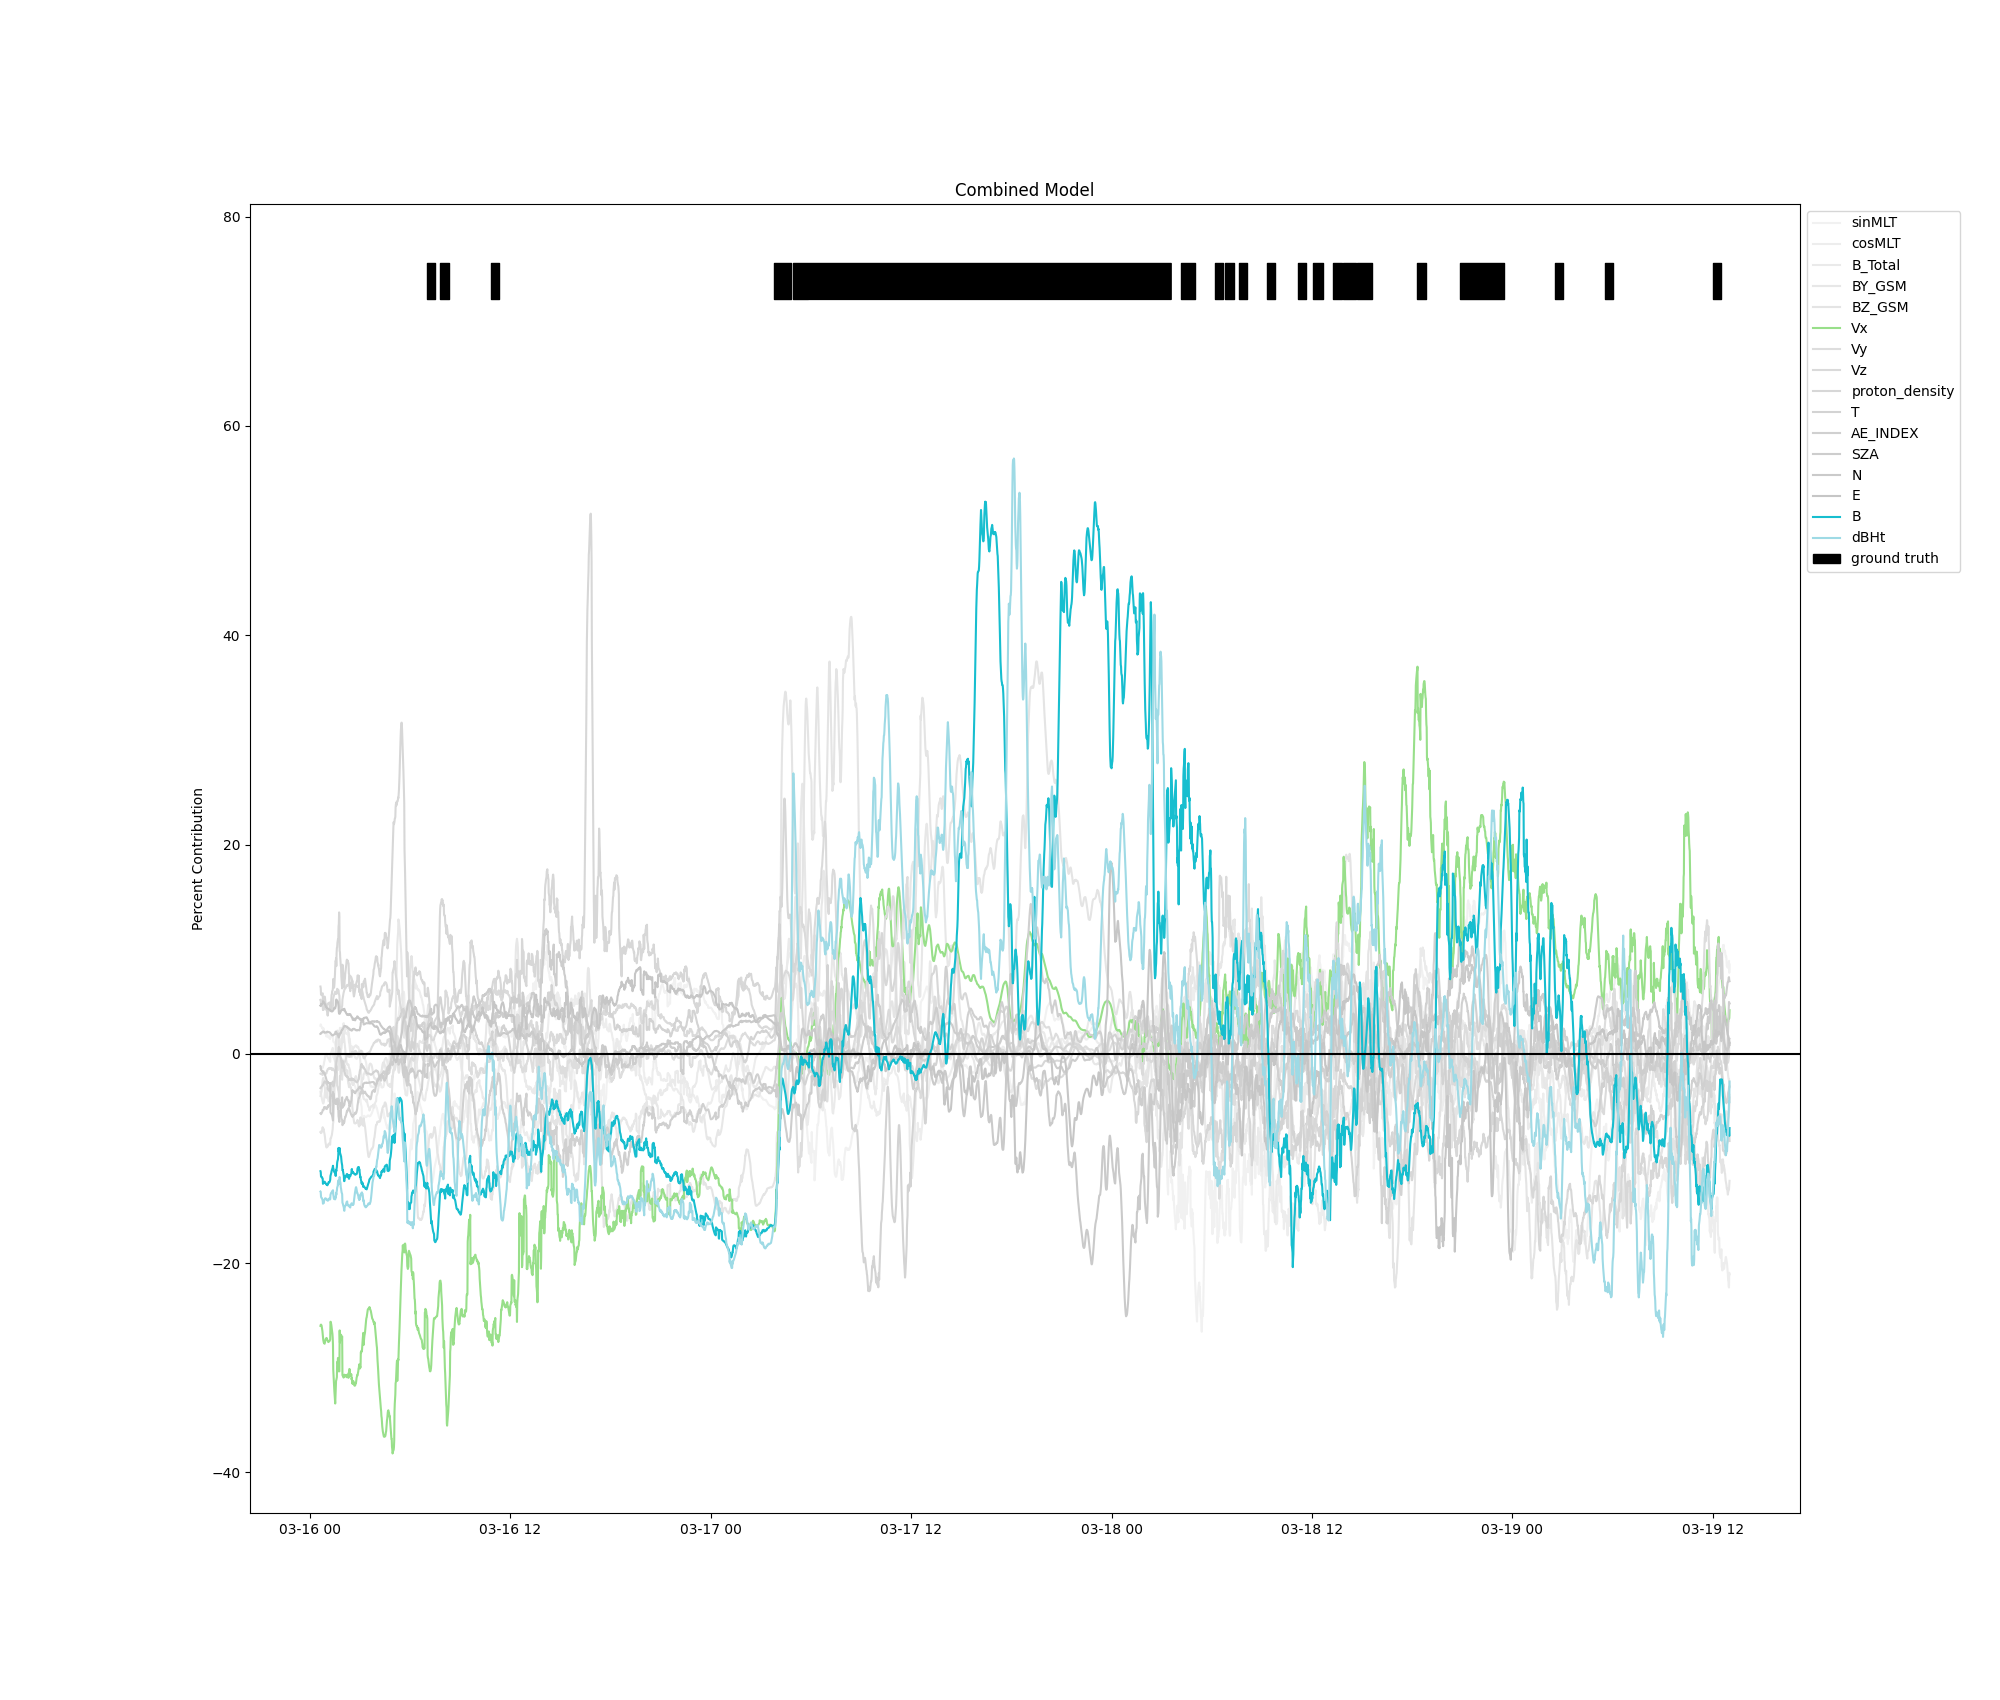 Combined Model
80
60
40
20
0
−20
−40
Percent Contribution
03-16 00
03-16 12
03-17 00
03-17 12
03-18 00
03-18 12
03-19 00
03-19 12
sinMLT
cosMLT
B_Total
BY_GSM
BZ_GSM
Vx
Vy
Vz
proton_density
T
AE_INDEX
SZA
N
E
B
dBHt
ground truth